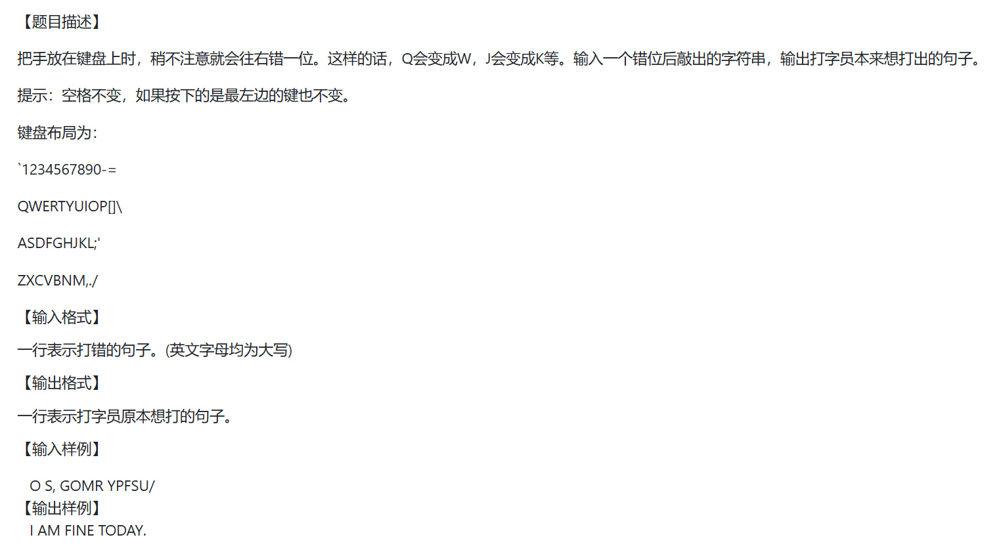 【题目描述】
把手放在键盘上时，稍不注意就会往右错一位。这样的话，Q会变成W，J会变成K等。输入一个错位后敲出的字符串，输出打字员本来想打出的句子。
提示：空格不变，如果按下的是最左边的键也不变。
键盘布局为：
`1234567890-=
QWERTYUIOP[]\
ASDFGHJKL;'
ZXCVBNM,./
【输入格式】
一行表示打错的句子。(英文字母均为大写)
【输出格式】
一行表示打字员原本想打的句子。
【输入样例】
O S, GOMR YPFSU/
【输出样例】
I AM FINE TODAY.